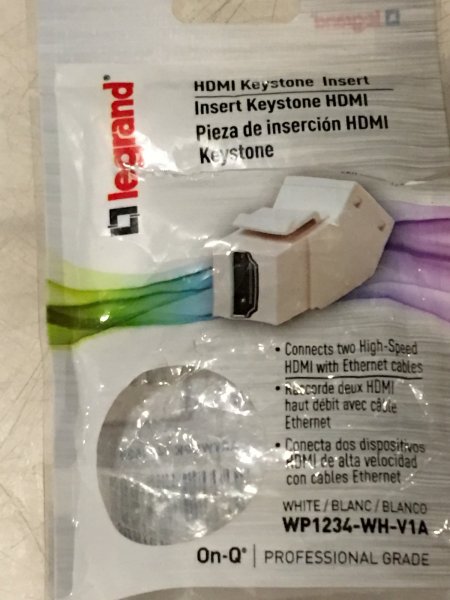 legrand
legrand®
HDMI Keystone Insert
Insert Keystone HDMI
Pieza de inserción HDMI
Keystone
• Connects two High-Speed
HDMI with Ethernet cables
• Raccorde deux HDMI
haut débit avec câble
Ethernet
• Conecta dos dispositivos
HDMI de alta velocidad
con cables Ethernet
WHITE / BLANC / BLANCO
WP1234-WH-V1A
On-Q® | PROFESSIONAL GRADE